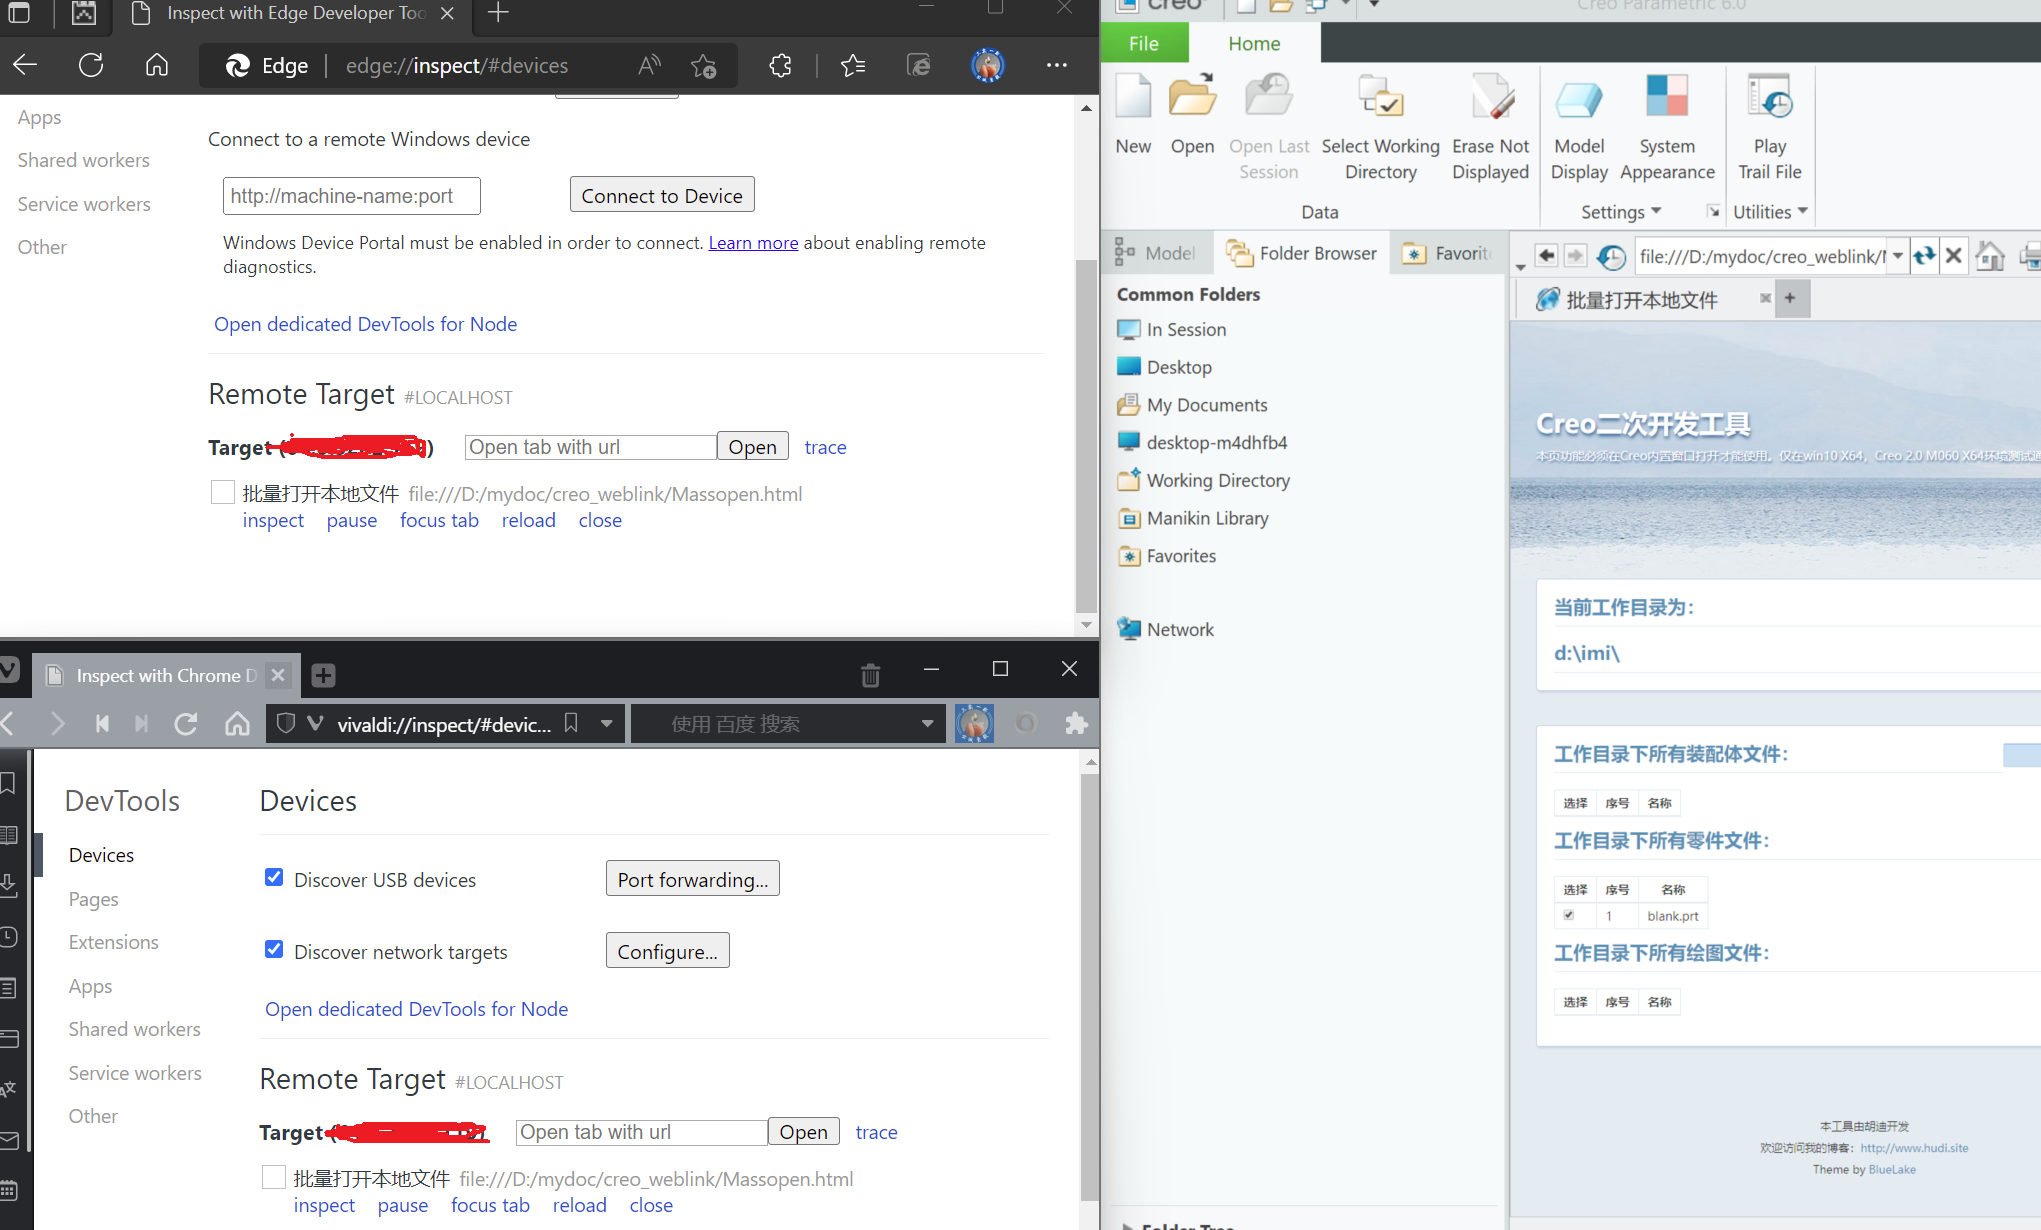 Inspect with Edge Developer Too
Edge
edge://inspect/#devices
Apps
Shared workers
Service workers
Other
Connect to a remote Windows device
http://machine-name:port
Connect to Device
Windows Device Portal must be enabled in order to connect. Learn more about enabling remote
diagnostics.
Open dedicated DevTools for Node
Remote Target #LOCALHOST
Target
Open tab with url
Open
trace
批量打开本地文件 file:///D:/mydoc/creo_weblink/Massopen.html
inspect pause focus tab reload close
Inspect with Chrome D
vivaldi://inspect/#devic...
使用 百度 搜索
DevTools
Devices
Pages
Extensions
Apps
Shared workers
Service workers
Other
Devices
Discover USB devices
Port forwarding...
Discover network targets
Configure...
Open dedicated DevTools for Node
Remote Target #LOCALHOST
Target
Open tab with url
Open
trace
批量打开本地文件 file:///D:/mydoc/creo_weblink/Massopen.html
inspect pause focus tab reload close
creo
Creo Parametric 6.0
File
Home
New
Open
Open Last
Session
Select Working
Directory
Erase Not
Displayed
Model
Display
System
Appearance
Play
Trail File
Data
Settings
Utilities
Model
Folder Browser
Favorit
file:///D:/mydoc/creo_weblink/
批量打开本地文件
Common Folders
In Session
Desktop
My Documents
desktop-m4dhfb4
Working Directory
Manikin Library
Favorites
Network
Folder Tree
Creo二次开发工具
本页功能必须在Creo内置窗口打开才能使用。仅在win10 X64，Creo 2.0 M060 X64环境测试通
当前工作目录为：
d:\imi\
工作目录下所有装配体文件：
选择 序号 名称
工作目录下所有零件文件：
选择 序号 名称
1 blank.prt
工作目录下所有绘图文件：
选择 序号 名称
本工具由胡迪开发
欢迎访问我的博客：http://www.hudi.site
Theme by BlueLake